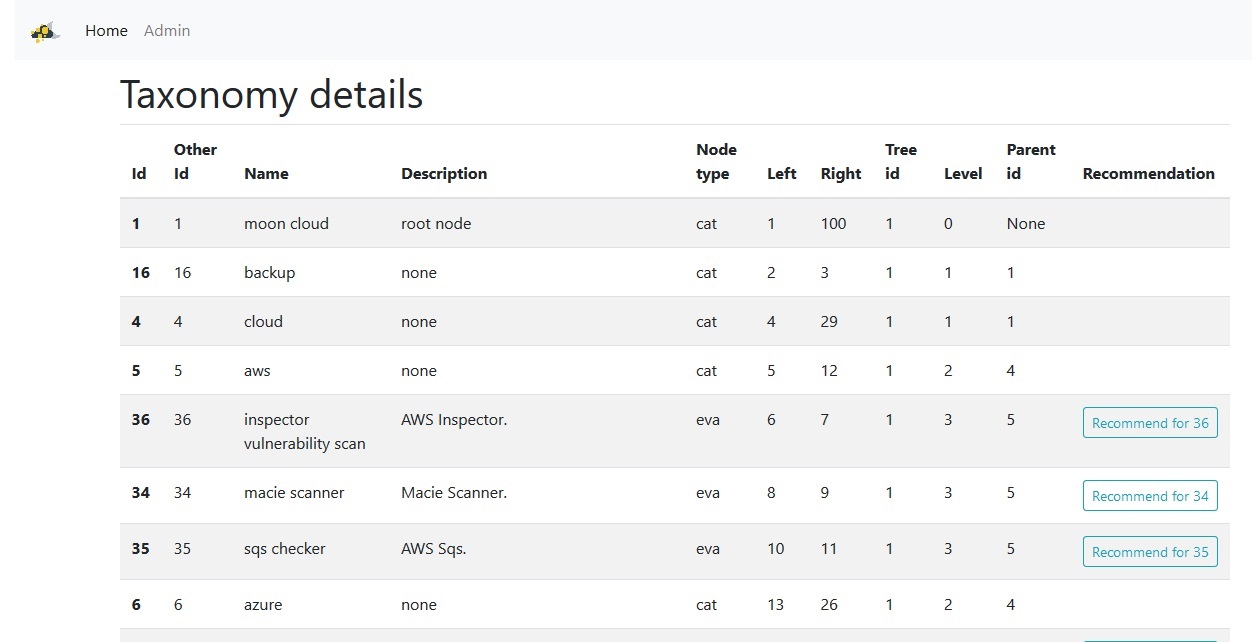 Home Admin
Taxonomy details
Id Other Id Name Description Node type Left Right Tree id Level Parent id Recommendation
1 1 moon cloud root node cat 1 100 1 0 None
16 16 backup none cat 2 3 1 1 1
4 4 cloud none cat 4 29 1 1 1
5 5 aws none cat 5 12 1 2 4
36 36 inspector vulnerability scan AWS Inspector. eva 6 7 1 3 5 Recommend for 36
34 34 macie scanner Macie Scanner. eva 8 9 1 3 5 Recommend for 34
35 35 sqs checker AWS Sqs. eva 10 11 1 3 5 Recommend for 35
6 6 azure none cat 13 26 1 2 4